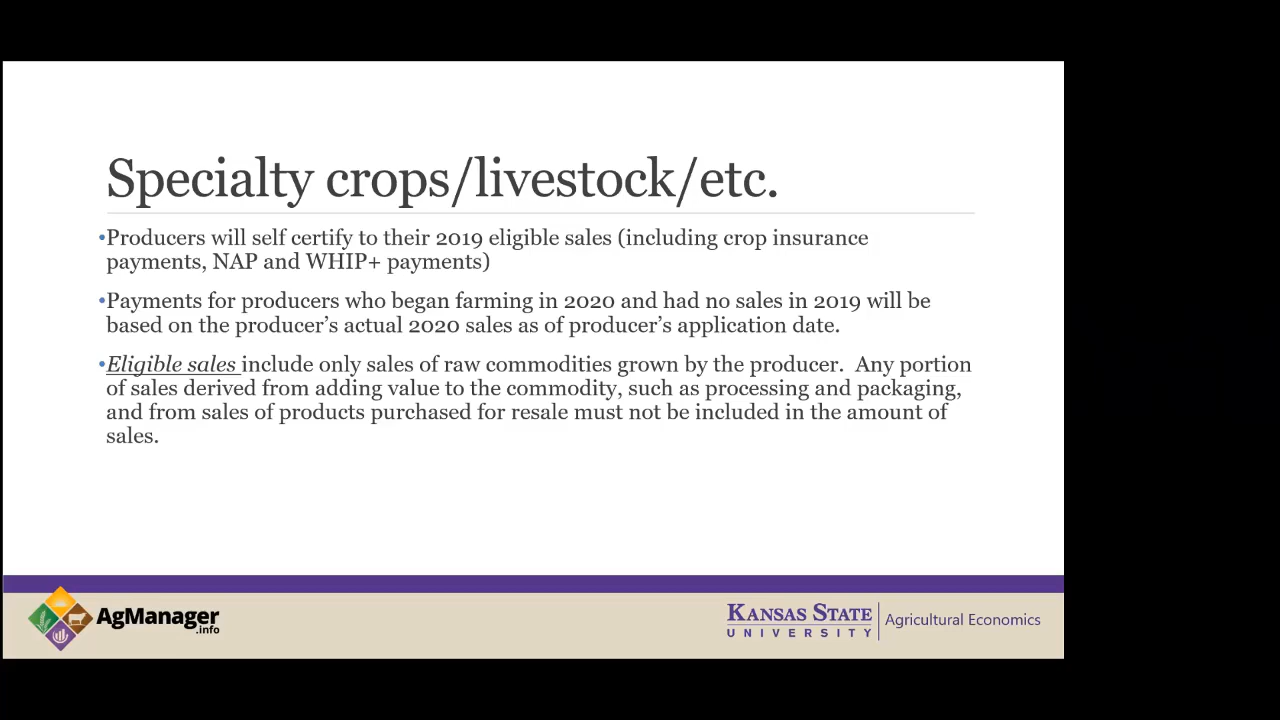 Specialty crops/livestock/etc.
•Producers will self certify to their 2019 eligible sales (including crop insurance
payments, NAP and WHIP+ payments)
•Payments for producers who began farming in 2020 and had no sales in 2019 will be
based on the producer’s actual 2020 sales as of producer’s application date.
•Eligible sales include only sales of raw commodities grown by the producer.  Any portion
of sales derived from adding value to the commodity, such as processing and packaging,
and from sales of products purchased for resale must not be included in the amount of
sales.
AgManager
.info
KANSAS STATE
UNIVERSITY
Agricultural Economics